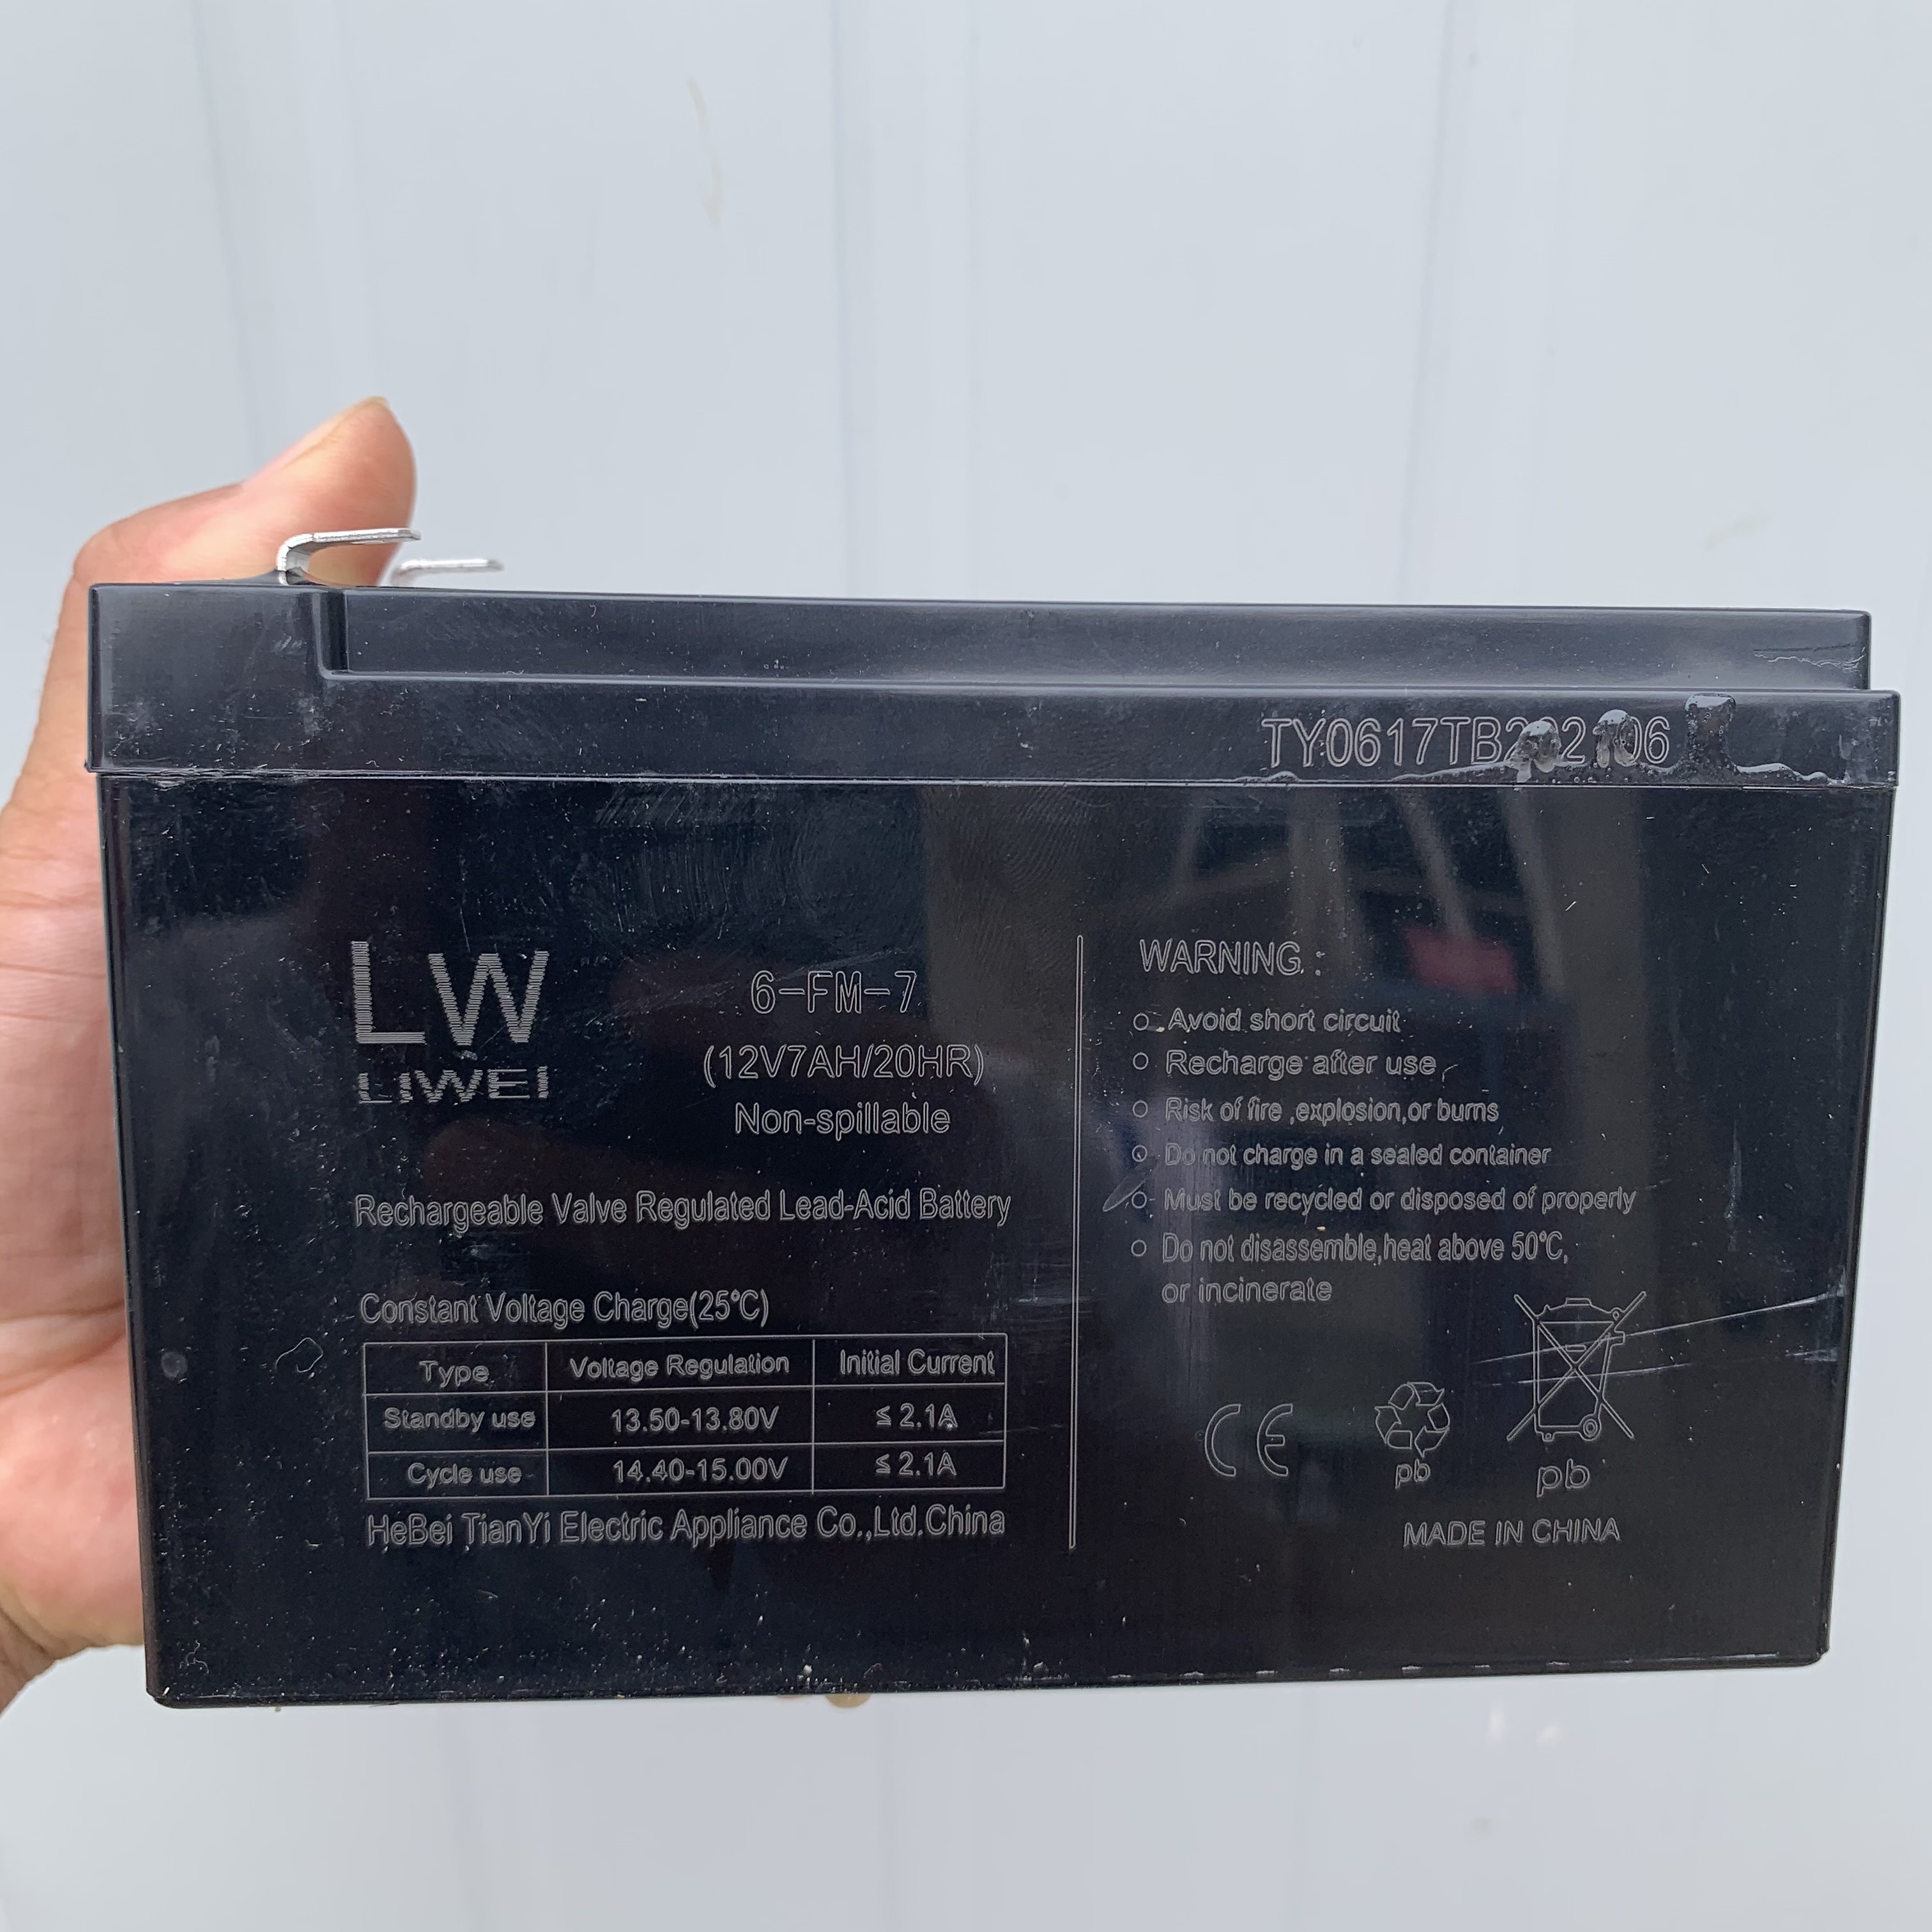 LW
LIWEI
6-FM-7
(12V7AH/20HR)
Non-spillable
Rechargeable Valve Regulated Lead-Acid Battery
Constant Voltage Charge(25℃)
Type Voltage Regulation Initial Current
Standby use 13.50-13.80V ≤2.1A
Cycle use 14.40-15.00V ≤2.1A
HeBei TianYi Electric Appliance Co.,Ltd.China
WARNING:
Avoid short circuit
Recharge after use
Risk of fire ,explosion,or burns
Do not charge in a sealed container
Must be recycled or disposed of properly
Do not disassemble,heat above 50℃,
or incinerate
CE
pb
pb
MADE IN CHINA